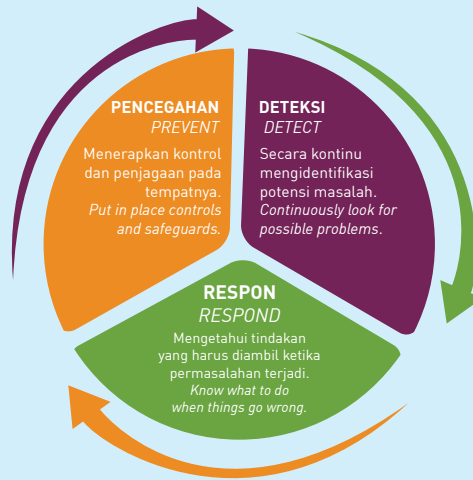 PENCEGAHAN
PREVENT
Menerapkan kontrol
dan penjagaan pada
tempatnya.
Put in place controls
and safeguards.
DETEKSI
DETECT
Secara kontinu
mengidentifikasi
potensi masalah.
Continuously look for
possible problems.
RESPON
RESPOND
Mengetahui tindakan
yang harus diambil ketika
permasalahan terjadi.
Know what to do
when things go wrong.